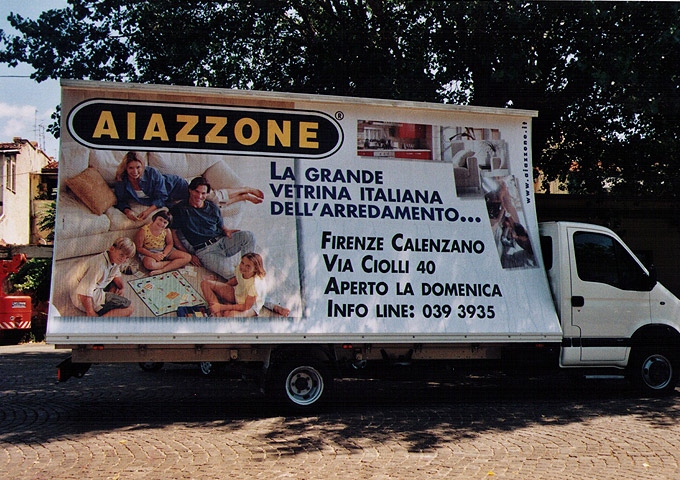 AIAZZONE®
LA GRANDE
VETRINA ITALIANA
DELL'ARREDAMENTO...
FIRENZE CALENZANO
VIA CIOLLI 40
APERTO LA DOMENICA
INFO LINE: 039 3935
www.aiazzone.it